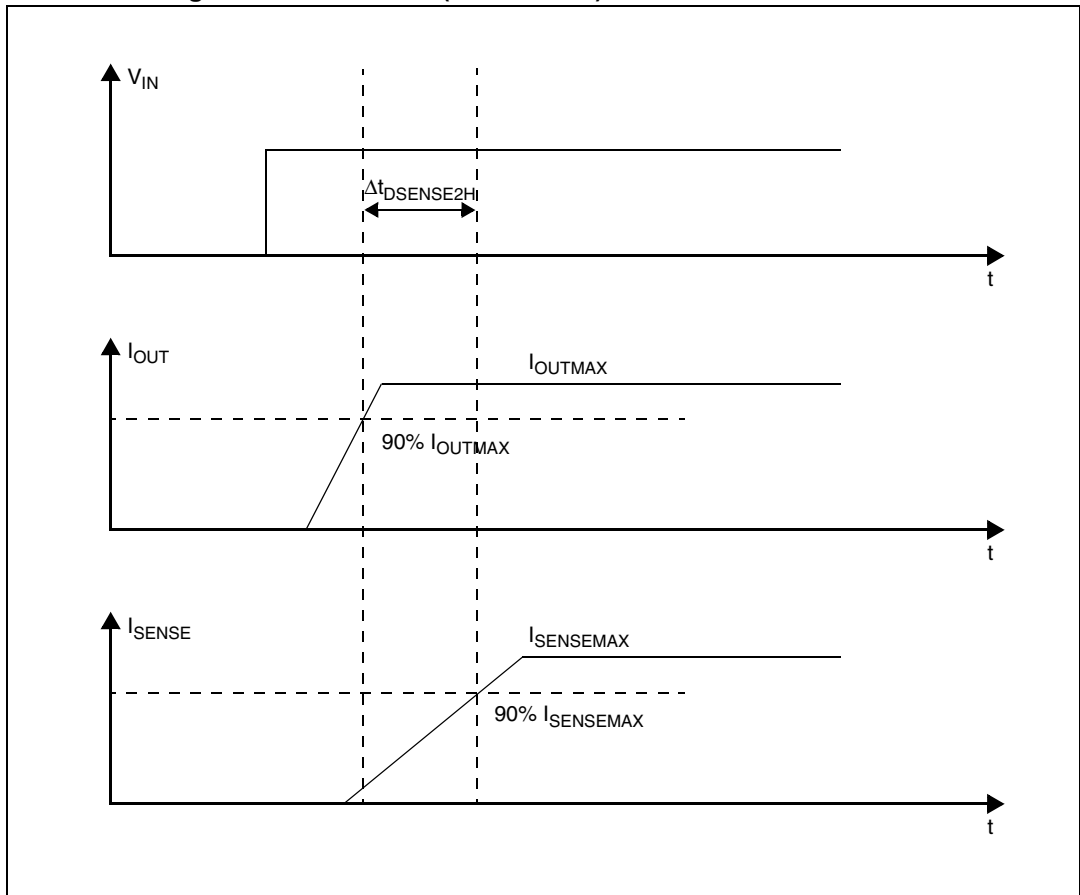 V_IN
Δt_DSENSE2H
t
I_OUT
I_OUTMAX
90% I_OUTMAX
t
I_SENSE
I_SENSEMAX
90% I_SENSEMAX
t